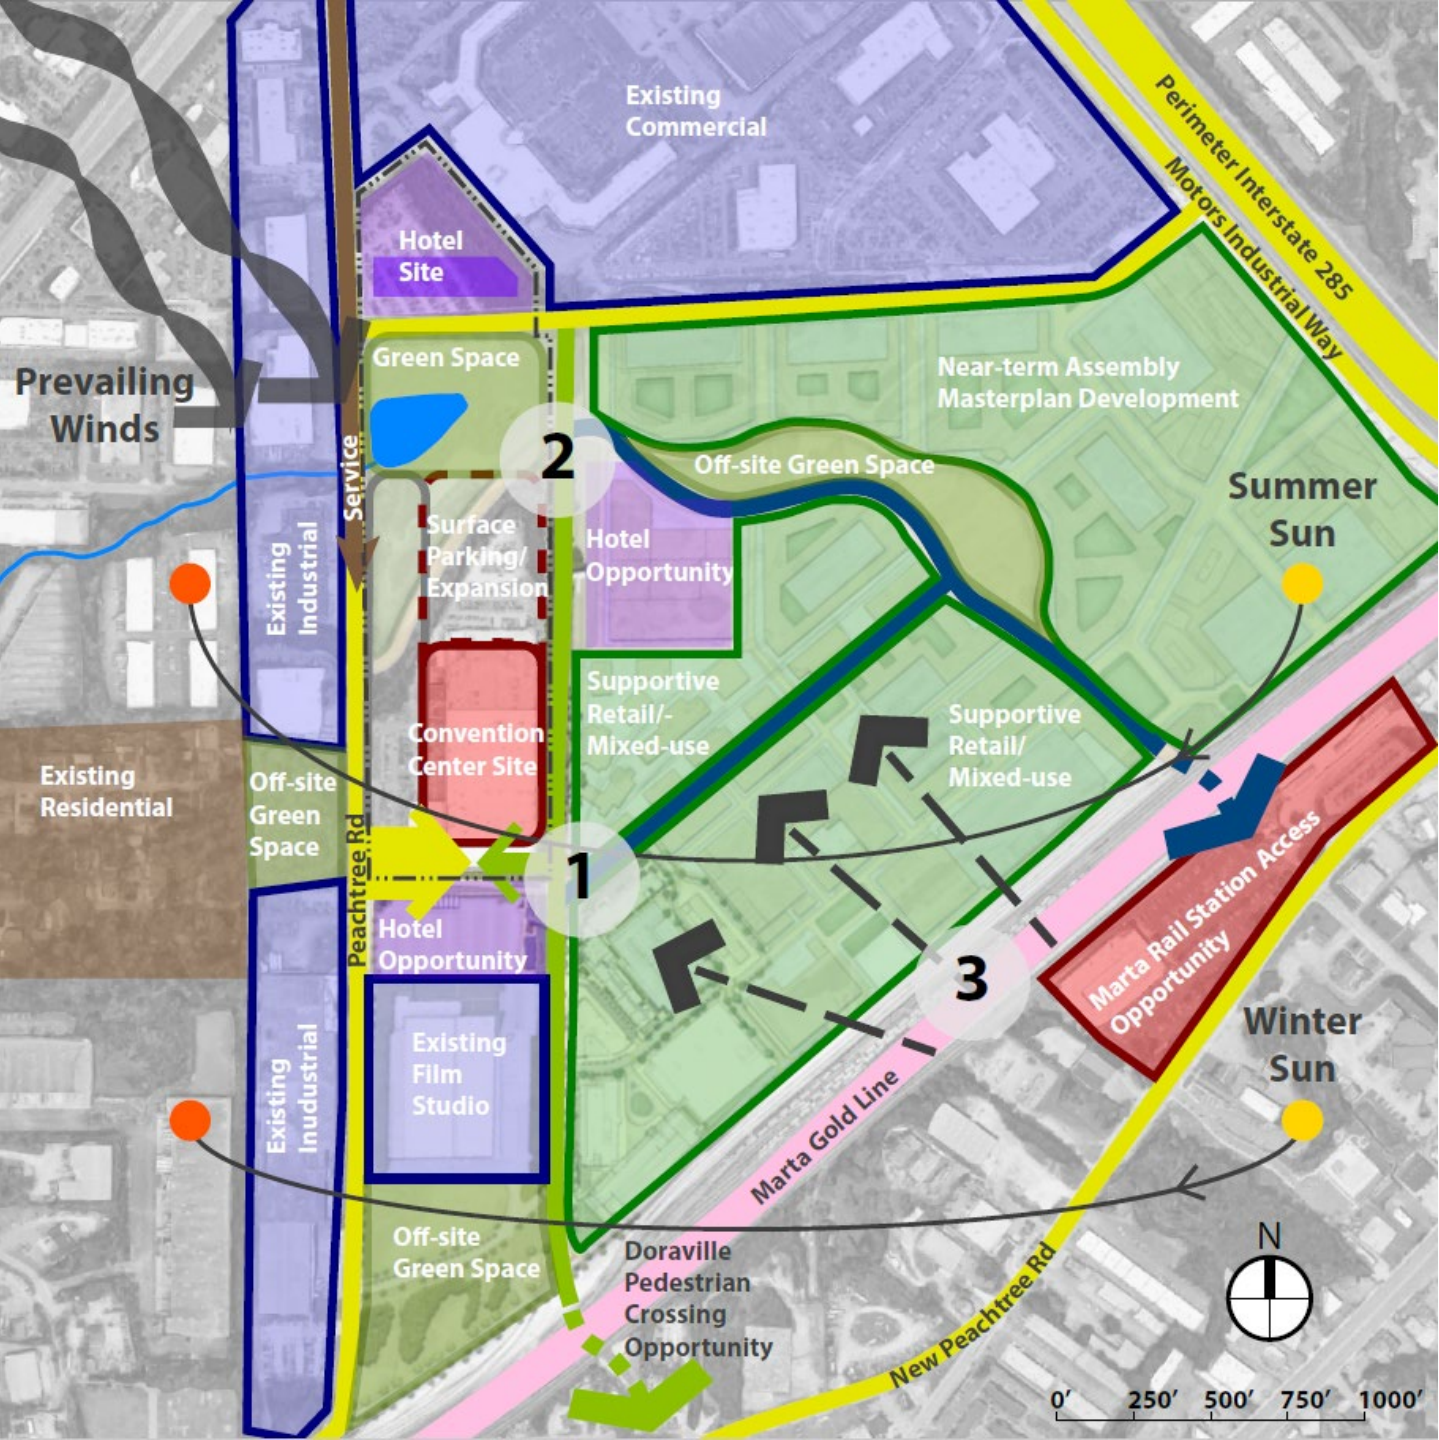 Existing
Commercial
Perimeter Interstate 285
Motors Industrial Way
Hotel
Site
Green Space
Prevailing
Winds
Near-term Assembly
Masterplan Development
Service
2
Off-site Green Space
Summer
Sun
Surface
Parking/
Expansion
Hotel
Opportunity
Existing
Industrial
Supportive
Retail/-
Mixed-use
Supportive
Retail/
Mixed-use
Convention
Center Site
Existing
Residential
Off-site
Green
Space
Peachtree Rd
1
Marta Rail Station Access
Opportunity
Hotel
Opportunity
3
Winter
Sun
Existing
Film
Studio
Existing
Inudustrial
Marta Gold Line
Off-site
Green Space
Doraville
Pedestrian
Crossing
Opportunity
New Peachtree Rd
N
0' 250' 500' 750' 1000'